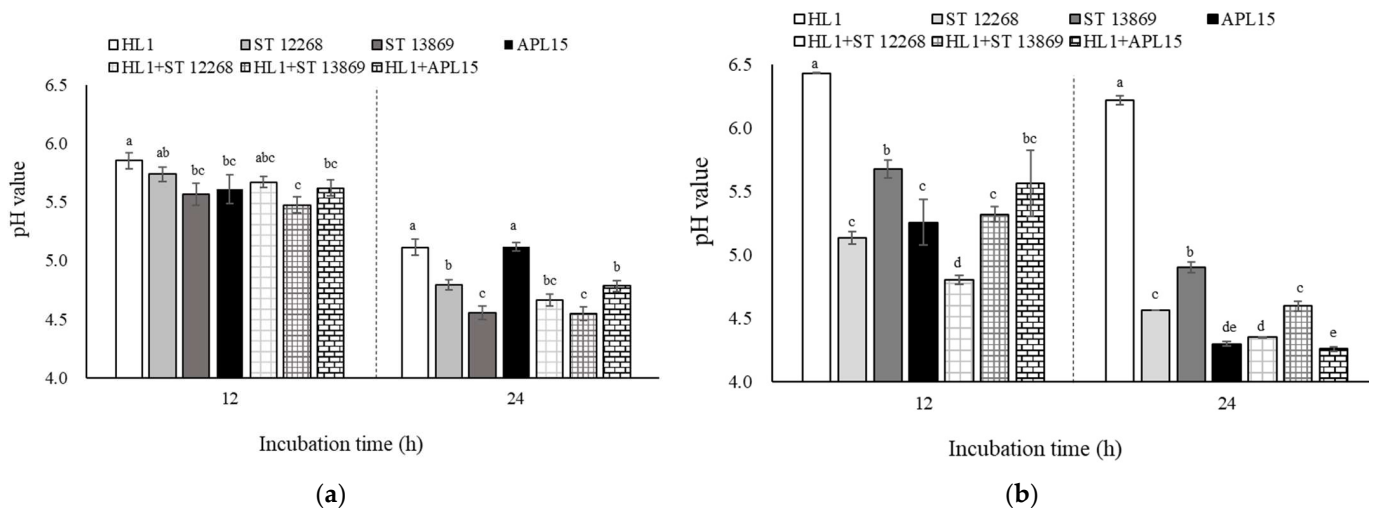 HL1 ST 12268 ST 13869 APL15
HL1+ST 12268 HL1+ST 13869 HL1+APL15
6.5
6.0
5.5
5.0
4.5
4.0
pH value
a
ab
bc
bc
abc
c
bc
a
b
c
a
bc
c
b
12
24
Incubation time (h)
(a)
HL1 ST 12268 ST 13869 APL15
HL1+ST 12268 HL1+ST 13869 HL1+APL15
6.5
6.0
5.5
5.0
4.5
4.0
pH value
a
c
b
c
d
c
bc
a
c
b
de
d
c
e
12
24
Incubation time (h)
(b)